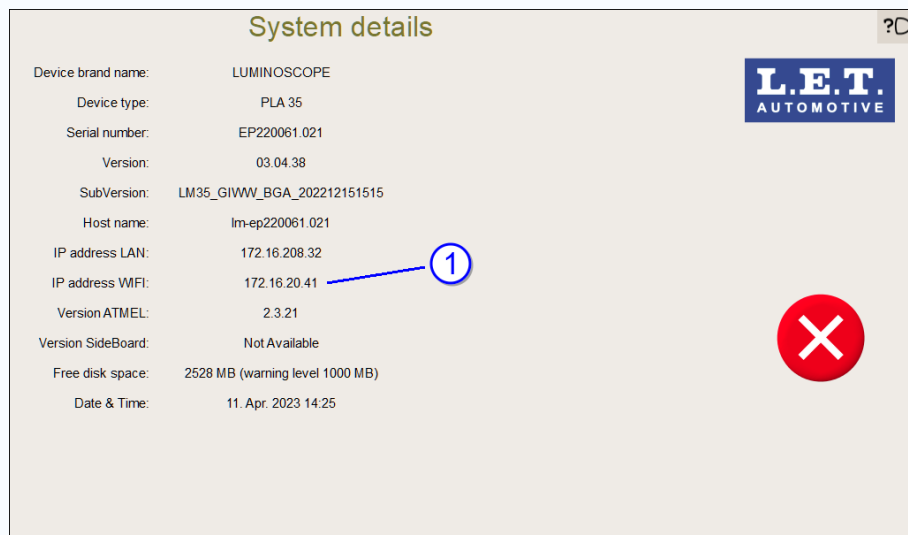 System details
?
Device brand name: LUMINOSCOPE
L.E.T.
AUTOMOTIVE
Device type: PLA 35
Serial number: EP220061.021
Version: 03.04.38
SubVersion: LM35_GIWW_BGA_202212151515
Host name: lm-ep220061.021
IP address LAN: 172.16.208.32
1
IP address WIFI: 172.16.20.41
Version ATMEL: 2.3.21
Version SideBoard: Not Available
Free disk space: 2528 MB (warning level 1000 MB)
Date & Time: 11. Apr. 2023 14:25